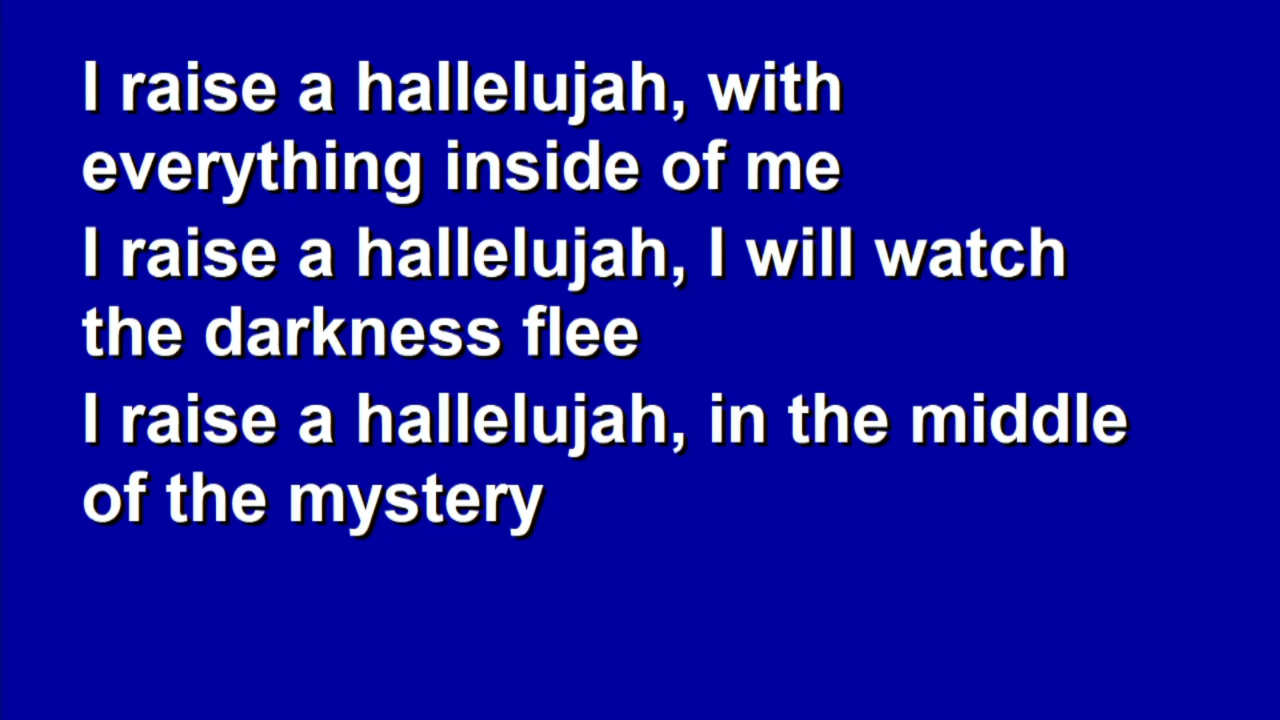 I raise a hallelujah, with
everything inside of me
I raise a hallelujah, I will watch
the darkness flee
I raise a hallelujah, in the middle
of the mystery